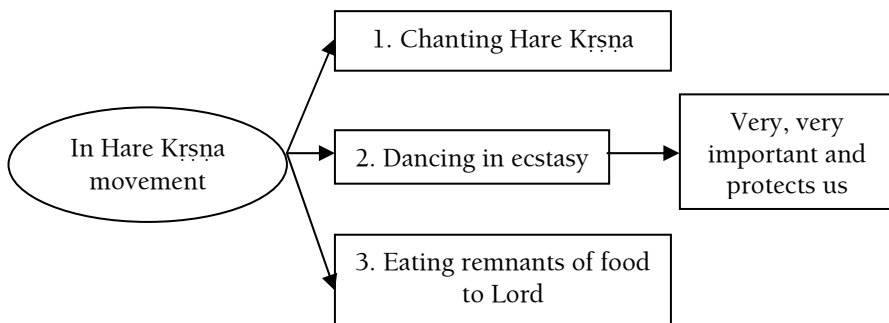 1. Chanting Hare Kṛṣṇa
In Hare Kṛṣṇa
movement
2. Dancing in ecstasy
Very, very
important and
protects us
3. Eating remnants of food
to Lord